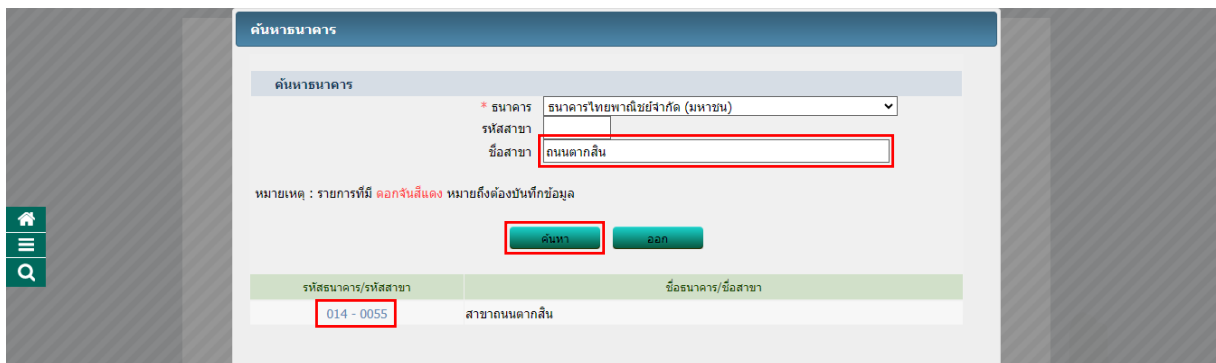 ค้นหาธนาคาร
ค้นหาธนาคาร
* ธนาคาร ธนาคารไทยพาณิชย์จำกัด (มหาชน)
รหัสสาขา
ชื่อสาขา ถนนตากสิน
หมายเหตุ : รายการที่มี ดอกจันสีแดง หมายถึงต้องบันทึกข้อมูล
ค้นหา ออก
รหัสธนาคาร/รหัสสาขา ชื่อธนาคาร/ชื่อสาขา
014 - 0055 สาขาถนนตากสิน